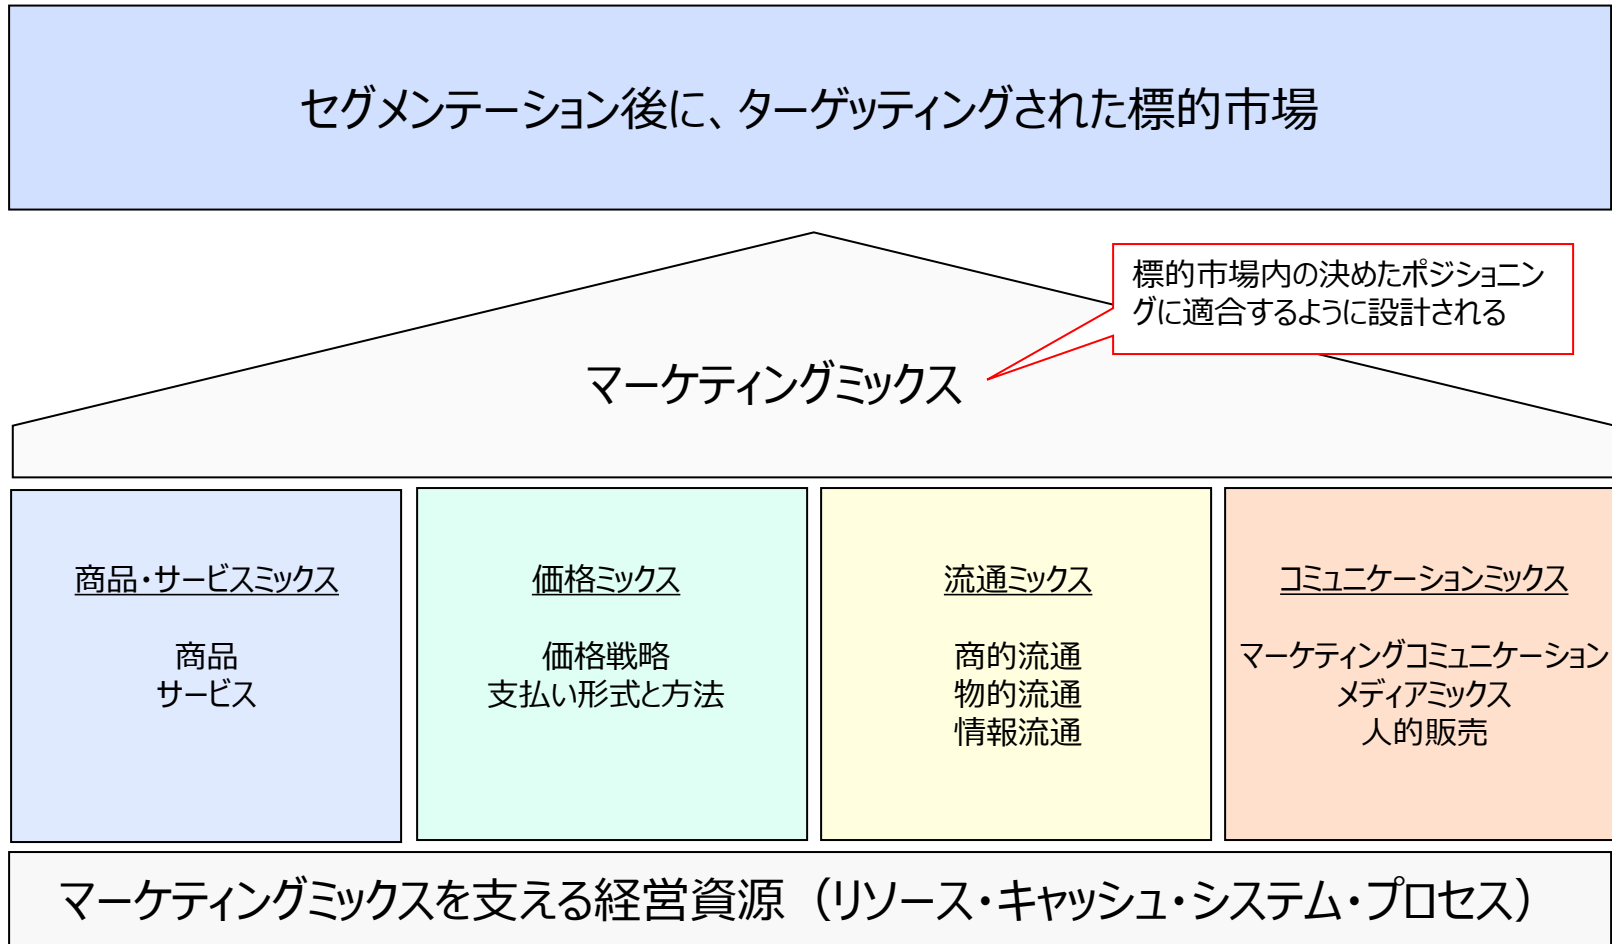 セグメンテーション後に、ターゲッティングされた標的市場
標的市場内の決めたポジショニン
グに適合するように設計される
マーケティングミックス
商品・サービスミックス
商品
サービス
価格ミックス
価格戦略
支払い形式と方法
流通ミックス
商的流通
物的流通
情報流通
コミュニケーションミックス
マーケティングコミュニケーション
メディアミックス
人的販売
マーケティングミックスを支える経営資源（リソース・キャッシュ・システム・プロセス）